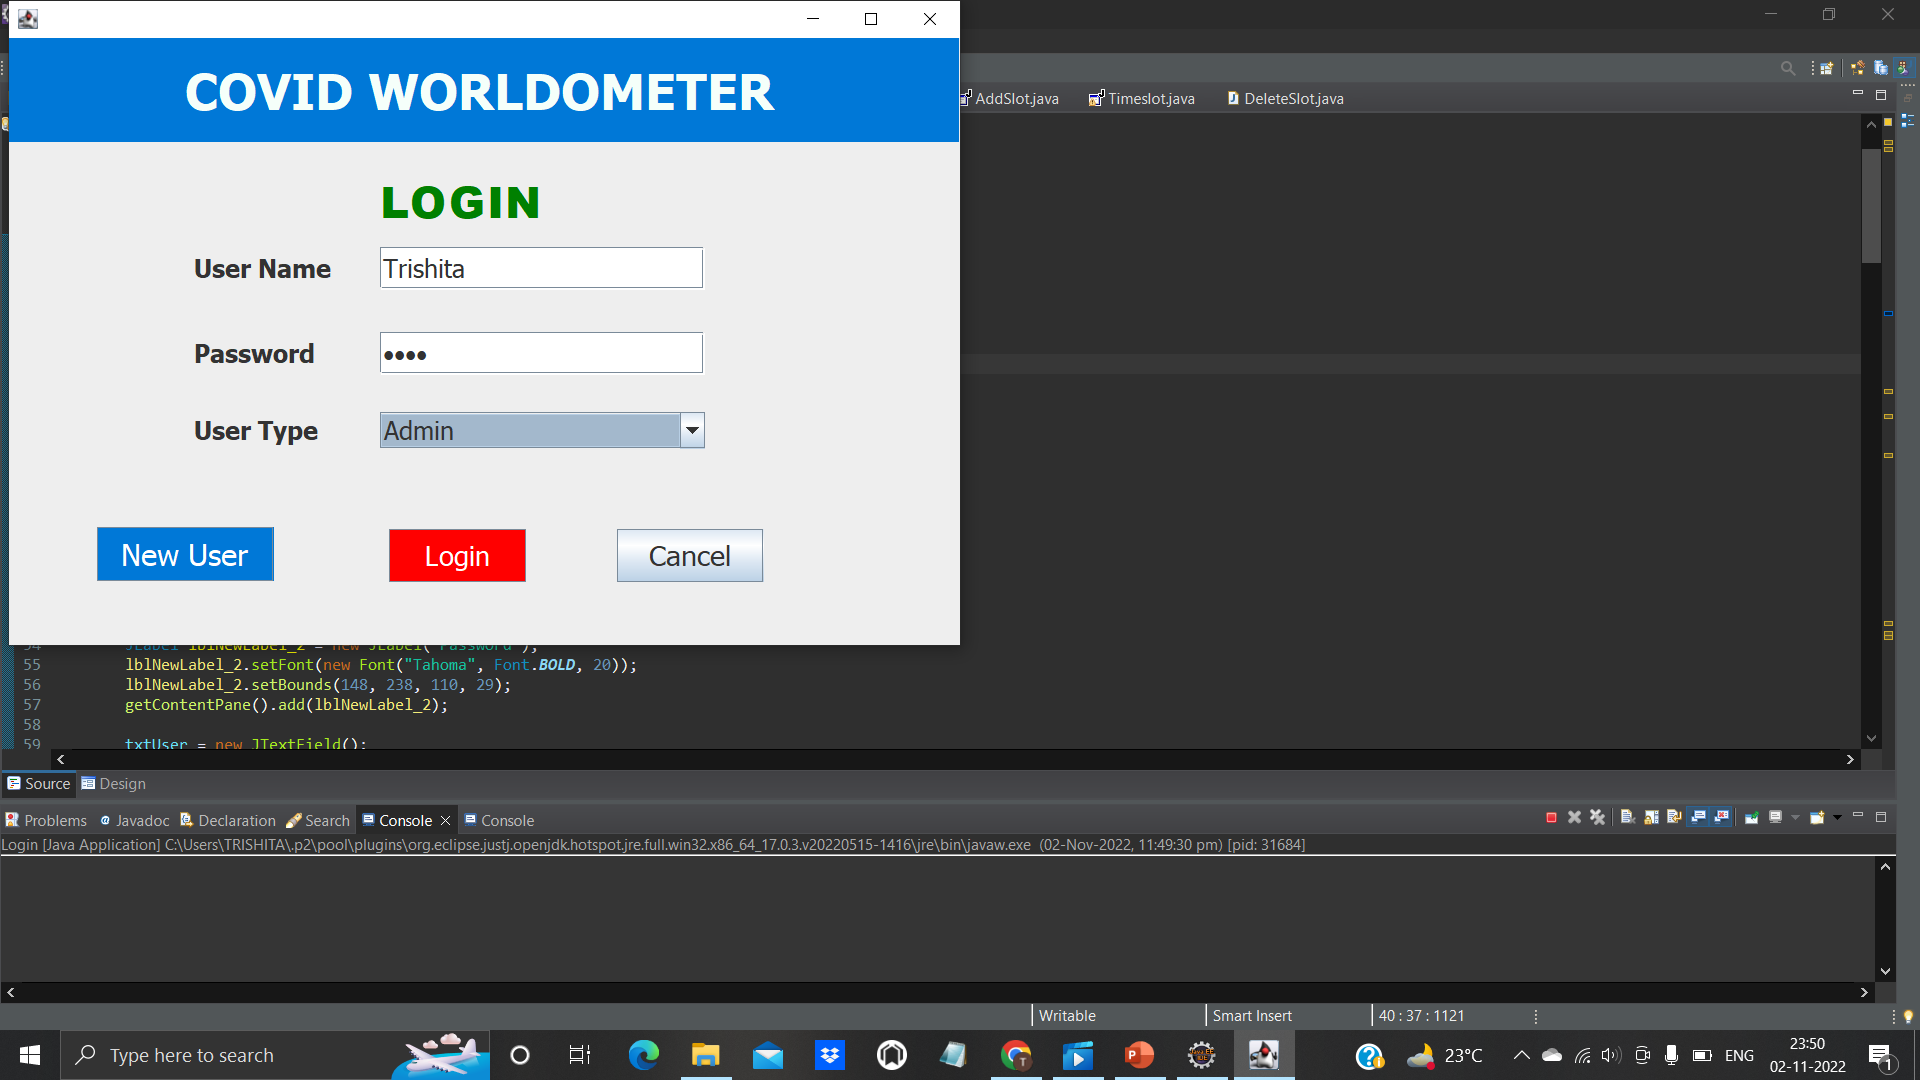 COVID WORLDOMETER
LOGIN
User Name Trishita
Password ••••
User Type Admin
New User Login Cancel
AddSlot.java Timeslot.java DeleteSlot.java
55 lblNewLabel_2.setFont(new Font("Tahoma", Font.BOLD, 20));
56 lblNewLabel_2.setBounds(148, 238, 110, 29);
57 getContentPane().add(lblNewLabel_2);
58
59 txtUser = new JTextField();
Source Design
Problems Javadoc Declaration Search Console Console
Login [Java Application] C:\Users\TRISHITA\.p2\pool\plugins\org.eclipse.justj.openjdk.hotspot.jre.full.win32.x86_64_17.0.3.v20220515-1416\jre\bin\javaw.exe (02-Nov-2022, 11:49:30 pm) [pid: 31684]
Writable Smart Insert 40 : 37 : 1121
Type here to search
23°C ENG 23:50
02-11-2022
1